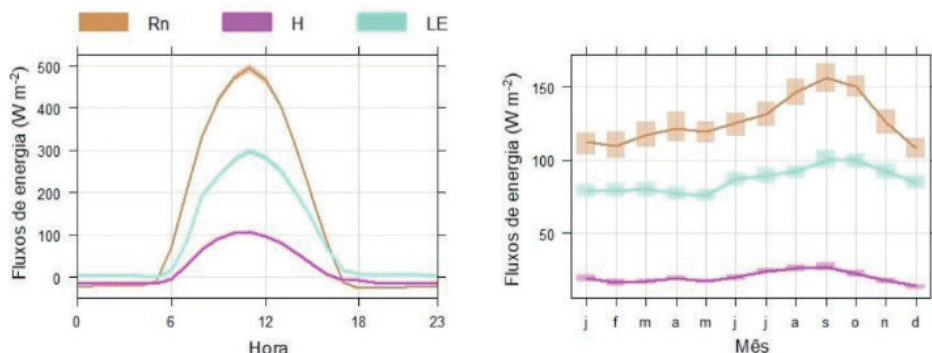 Rn H LE
Fluxos de energia (W m⁻²)
500
400
300
200
100
0
0 6 12 18 23
Hora
Fluxos de energia (W m⁻²)
150
100
50
j f m a m j j a s o n d
Mês